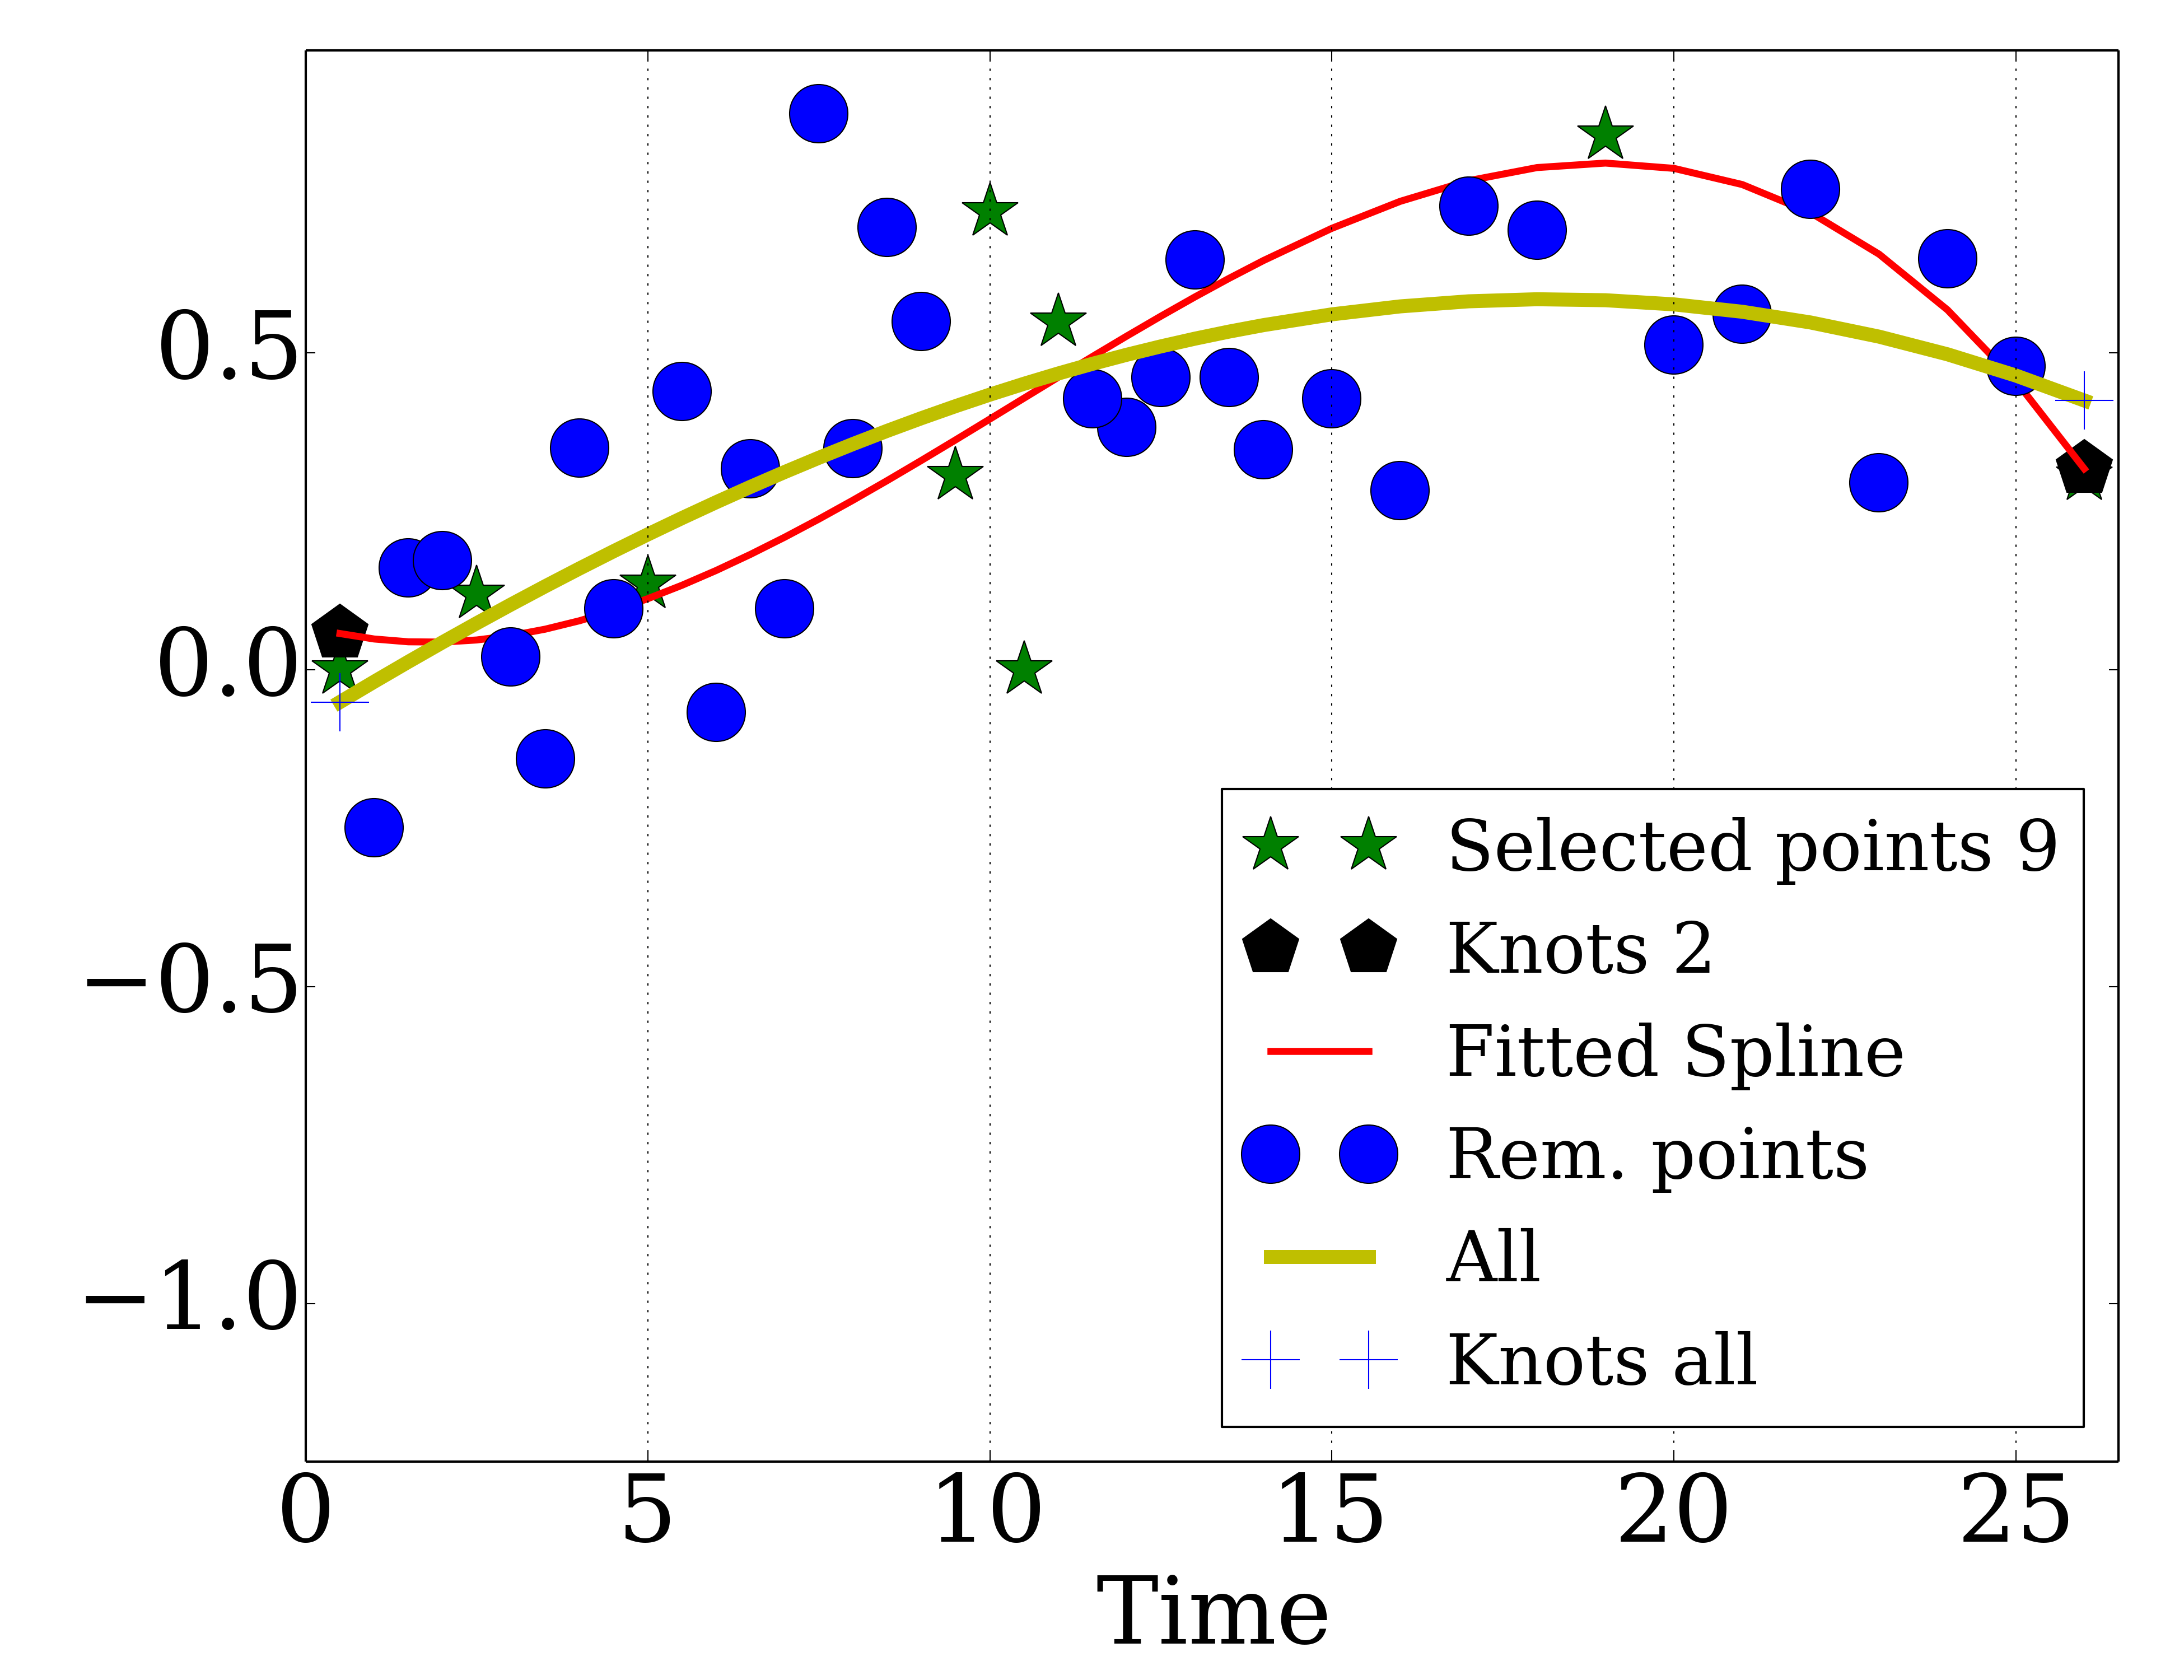 0.5
0.0
−0.5
−1.0
0 5 10 15 20 25
Time
Selected points 9
Knots 2
Fitted Spline
Rem. points
All
Knots all